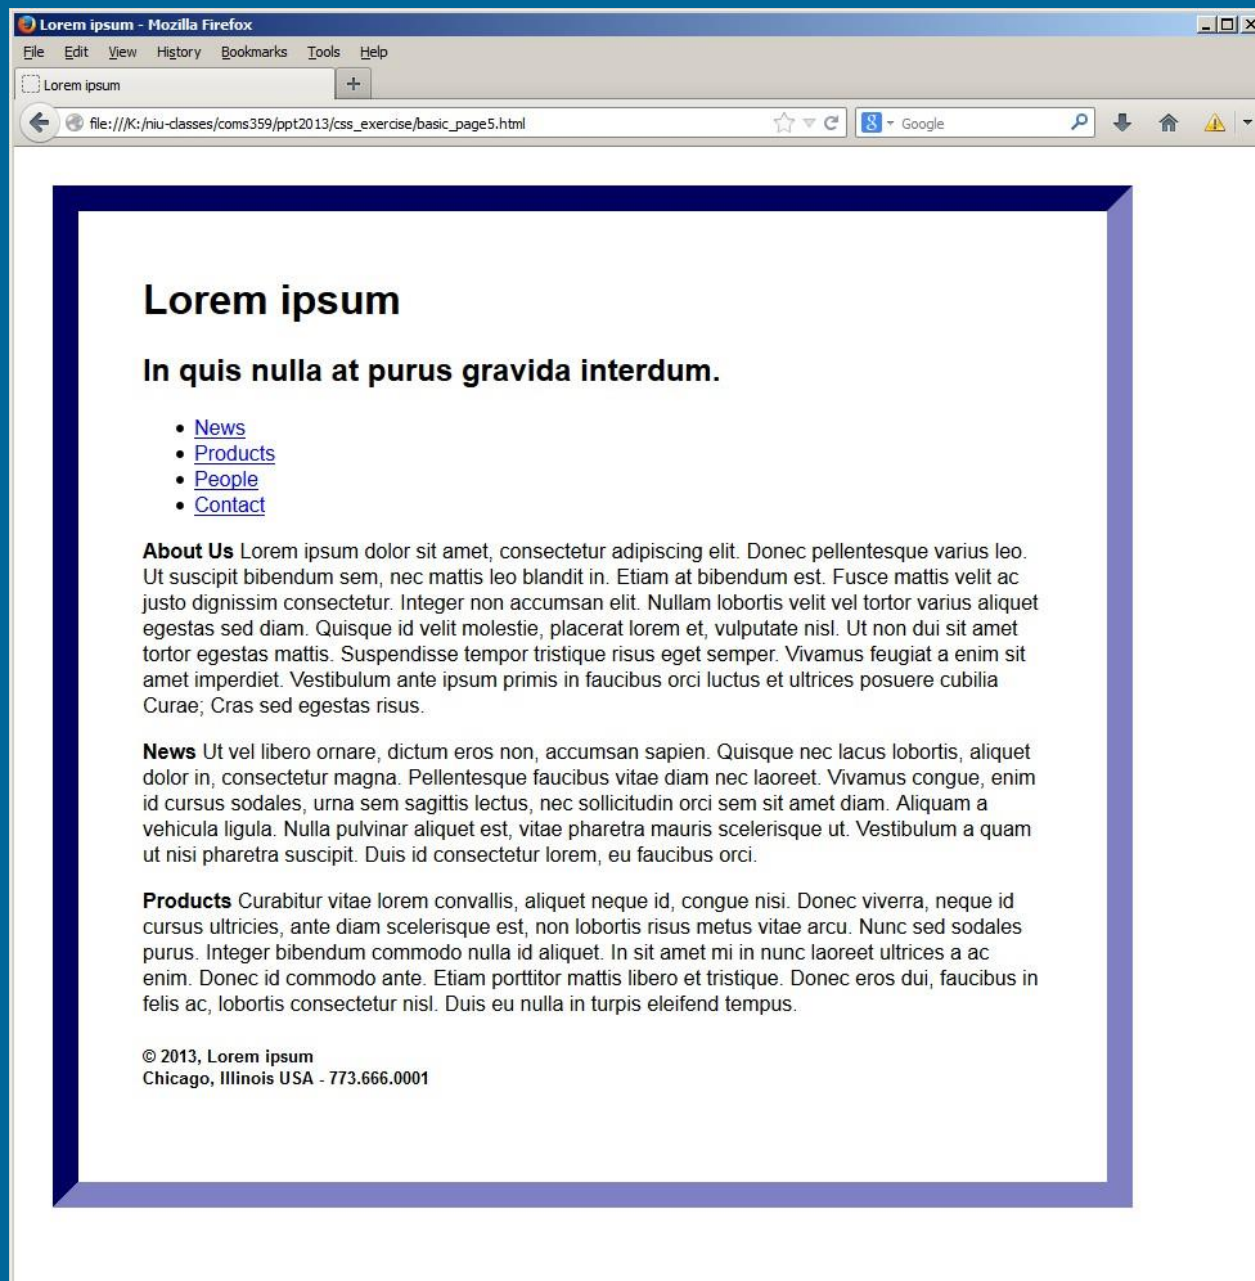 Lorem ipsum - Mozilla Firefox
File Edit View History Bookmarks Tools Help
Lorem ipsum
file:///K:/niu-classes/coms359/ppt2013/css_exercise/basic_page5.html
8 Google
Lorem ipsum
In quis nulla at purus gravida interdum.
• News
• Products
• People
• Contact
About Us Lorem ipsum dolor sit amet, consectetur adipiscing elit. Donec pellentesque varius leo.
Ut suscipit bibendum sem, nec mattis leo blandit in. Etiam at bibendum est. Fusce mattis velit ac
justo dignissim consectetur. Integer non accumsan elit. Nullam lobortis velit vel tortor varius aliquet
egestas sed diam. Quisque id velit molestie, placerat lorem et, vulputate nisl. Ut non dui sit amet
tortor egestas mattis. Suspendisse tempor tristique risus eget semper. Vivamus feugiat a enim sit
amet imperdiet. Vestibulum ante ipsum primis in faucibus orci luctus et ultrices posuere cubilia
Curae; Cras sed egestas risus.
News Ut vel libero ornare, dictum eros non, accumsan sapien. Quisque nec lacus lobortis, aliquet
dolor in, consectetur magna. Pellentesque faucibus vitae diam nec laoreet. Vivamus congue, enim
id cursus sodales, urna sem sagittis lectus, nec sollicitudin orci sem sit amet diam. Aliquam a
vehicula ligula. Nulla pulvinar aliquet est, vitae pharetra mauris scelerisque ut. Vestibulum a quam
ut nisi pharetra suscipit. Duis id consectetur lorem, eu faucibus orci.
Products Curabitur vitae lorem convallis, aliquet neque id, congue nisi. Donec viverra, neque id
cursus ultricies, ante diam scelerisque est, non lobortis risus metus vitae arcu. Nunc sed sodales
purus. Integer bibendum commodo nulla id aliquet. In sit amet mi in nunc laoreet ultrices a ac
enim. Donec id commodo ante. Etiam porttitor mattis libero et tristique. Donec eros dui, faucibus in
felis ac, lobortis consectetur nisl. Duis eu nulla in turpis eleifend tempus.
© 2013, Lorem ipsum
Chicago, Illinois USA - 773.666.0001